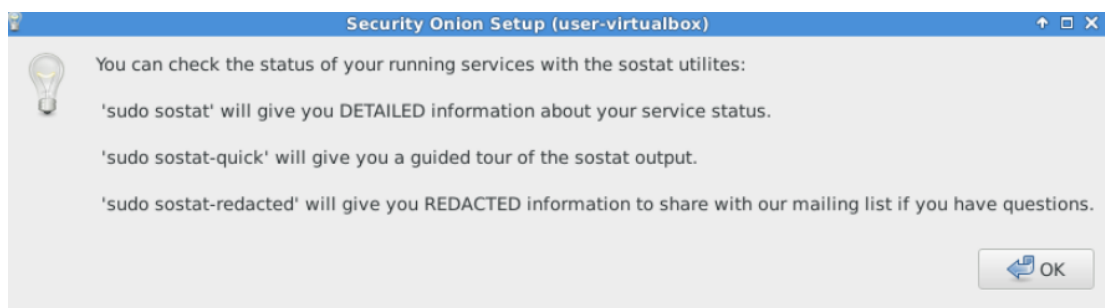 Security Onion Setup (user-virtualbox)
You can check the status of your running services with the sostat utilites:
'sudo sostat' will give you DETAILED information about your service status.
'sudo sostat-quick' will give you a guided tour of the sostat output.
'sudo sostat-redacted' will give you REDACTED information to share with our mailing list if you have questions.
OK